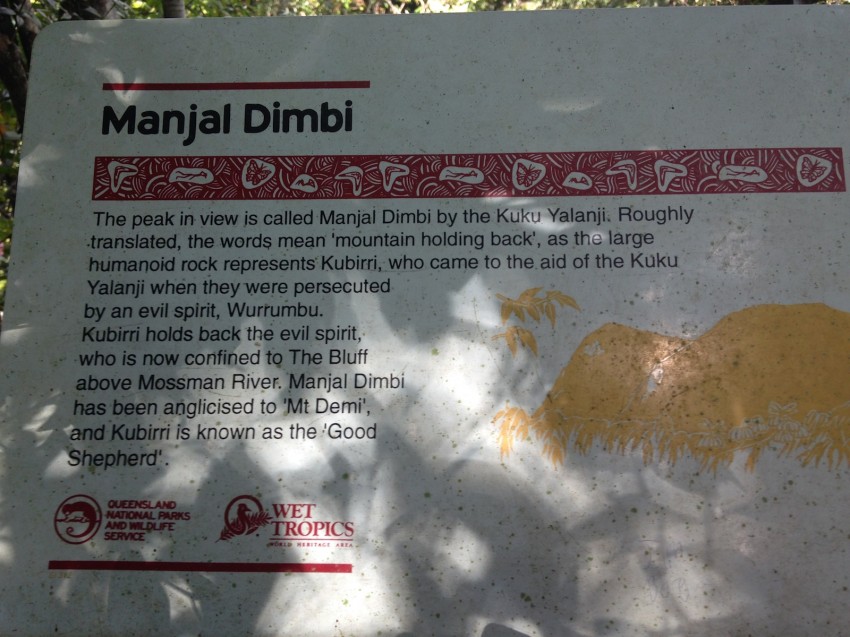 Manjal Dimbi
The peak in view is called Manjal Dimbi by the Kuku Yalanji. Roughly
translated, the words mean 'mountain holding back', as the large
humanoid rock represents Kubirri, who came to the aid of the Kuku
Yalanji when they were persecuted
by an evil spirit, Wurrumbu.
Kubirri holds back the evil spirit,
who is now confined to The Bluff
above Mossman River. Manjal Dimbi
has been anglicised to 'Mt Demi',
and Kubirri is known as the 'Good
Shepherd'.
QUEENSLAND
NATIONAL PARKS
AND WILDLIFE
SERVICE
WET
TROPICS
WORLD HERITAGE AREA